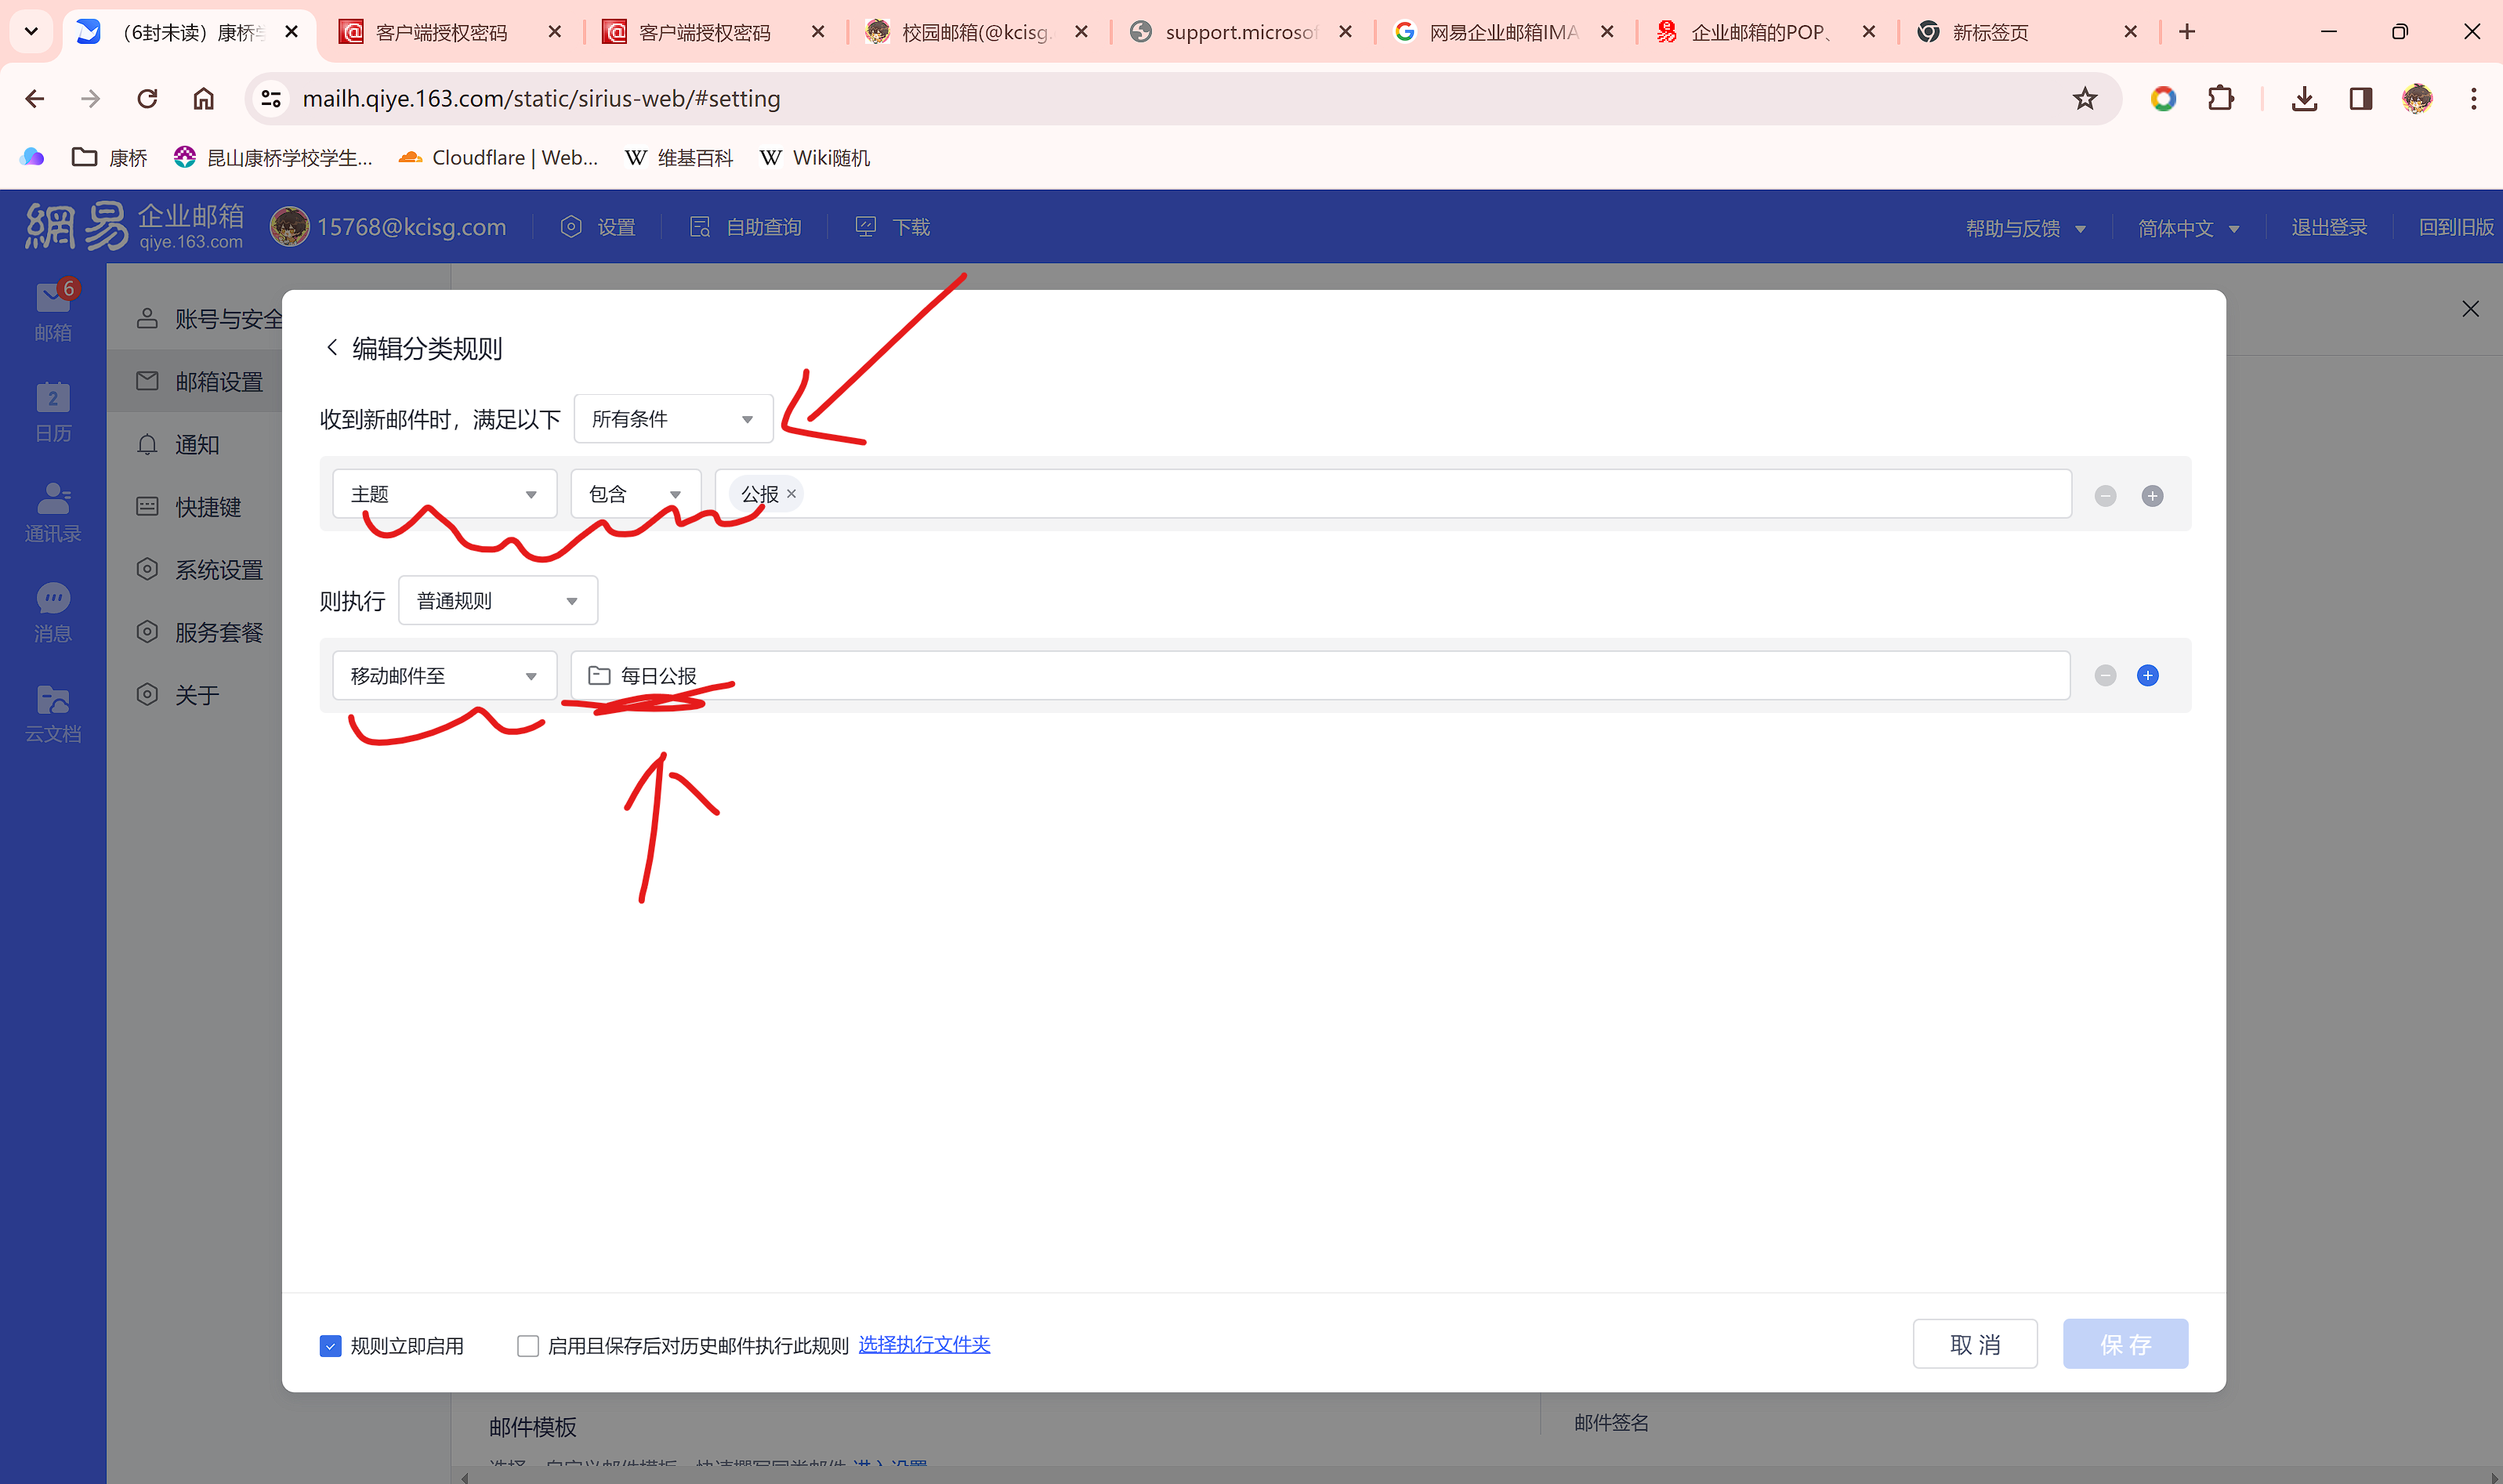 （6封未读）康桥学
客户端授权密码
客户端授权密码
校园邮箱(@kcisg.
support.microsof
网易企业邮箱IMA
企业邮箱的POP、
新标签页
mailh.qiye.163.com/static/sirius-web/#setting
康桥
昆山康桥学校学生...
Cloudflare | Web...
维基百科
Wiki随机
網易 企业邮箱
qiye.163.com
15768@kcisg.com
设置
自助查询
下载
帮助与反馈
简体中文
退出登录
回到旧版
6
邮箱
2
日历
通讯录
消息
云文档
账号与安全
邮箱设置
通知
快捷键
系统设置
服务套餐
关于
编辑分类规则
收到新邮件时，满足以下 所有条件
主题 包含 公报
则执行 普通规则
移动邮件至 每日公报
规则立即启用
启用且保存后对历史邮件执行此规则 选择执行文件夹
取消
保存
邮件模板
邮件签名